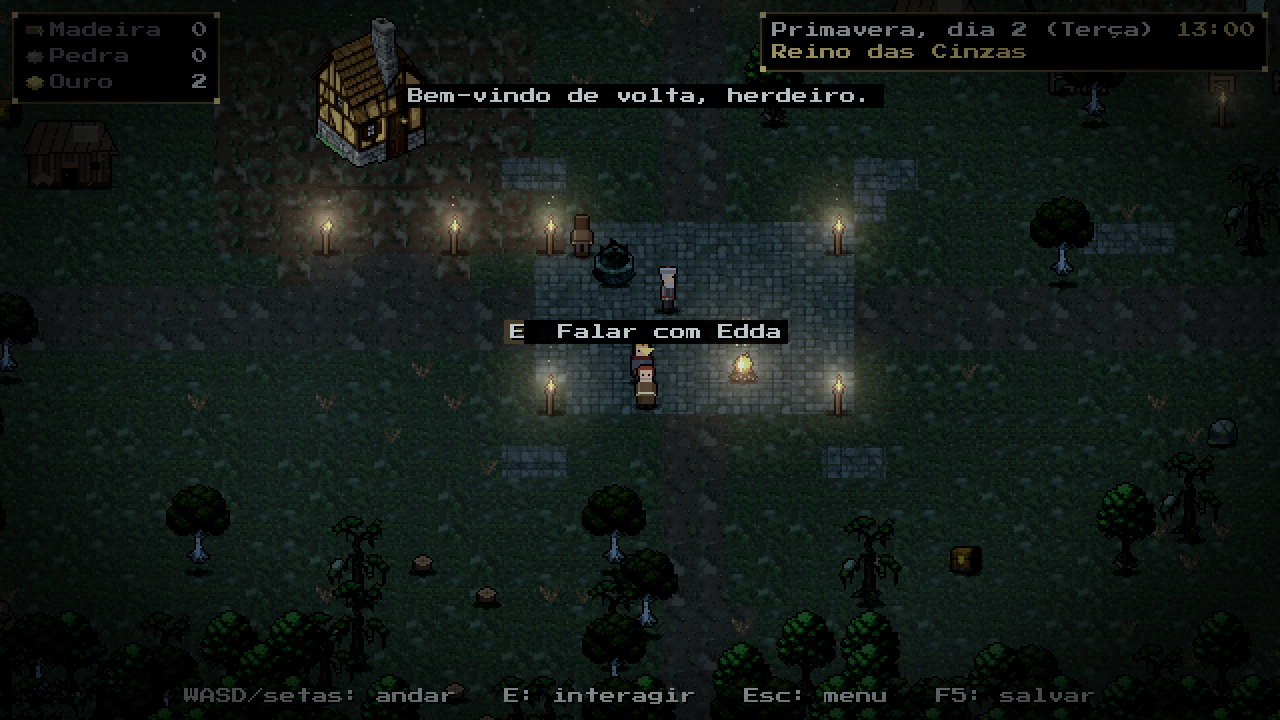 Madeira 0
Pedra 0
Ouro 2
Primavera, dia 2 (Terça) 13:00
Reino das Cinzas
Bem-vindo de volta, herdeiro.
E Falar com Edda
WASD/setas: andar E: interagir Esc: menu F5: salvar